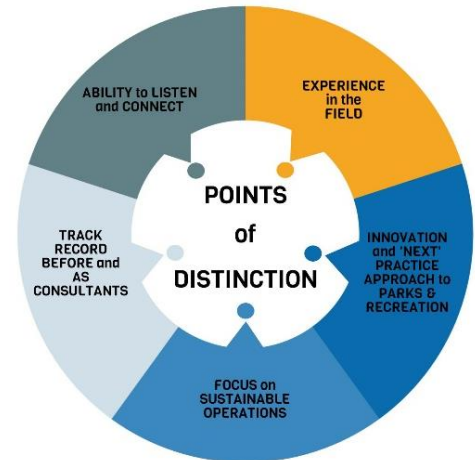 POINTS
of
DISTINCTION
EXPERIENCE
in the
FIELD
INNOVATION
and 'NEXT'
PRACTICE
APPROACH to
PARKS &
RECREATION
FOCUS on
SUSTAINABLE
OPERATIONS
TRACK
RECORD
BEFORE and
AS
CONSULTANTS
ABILITY to LISTEN
and CONNECT